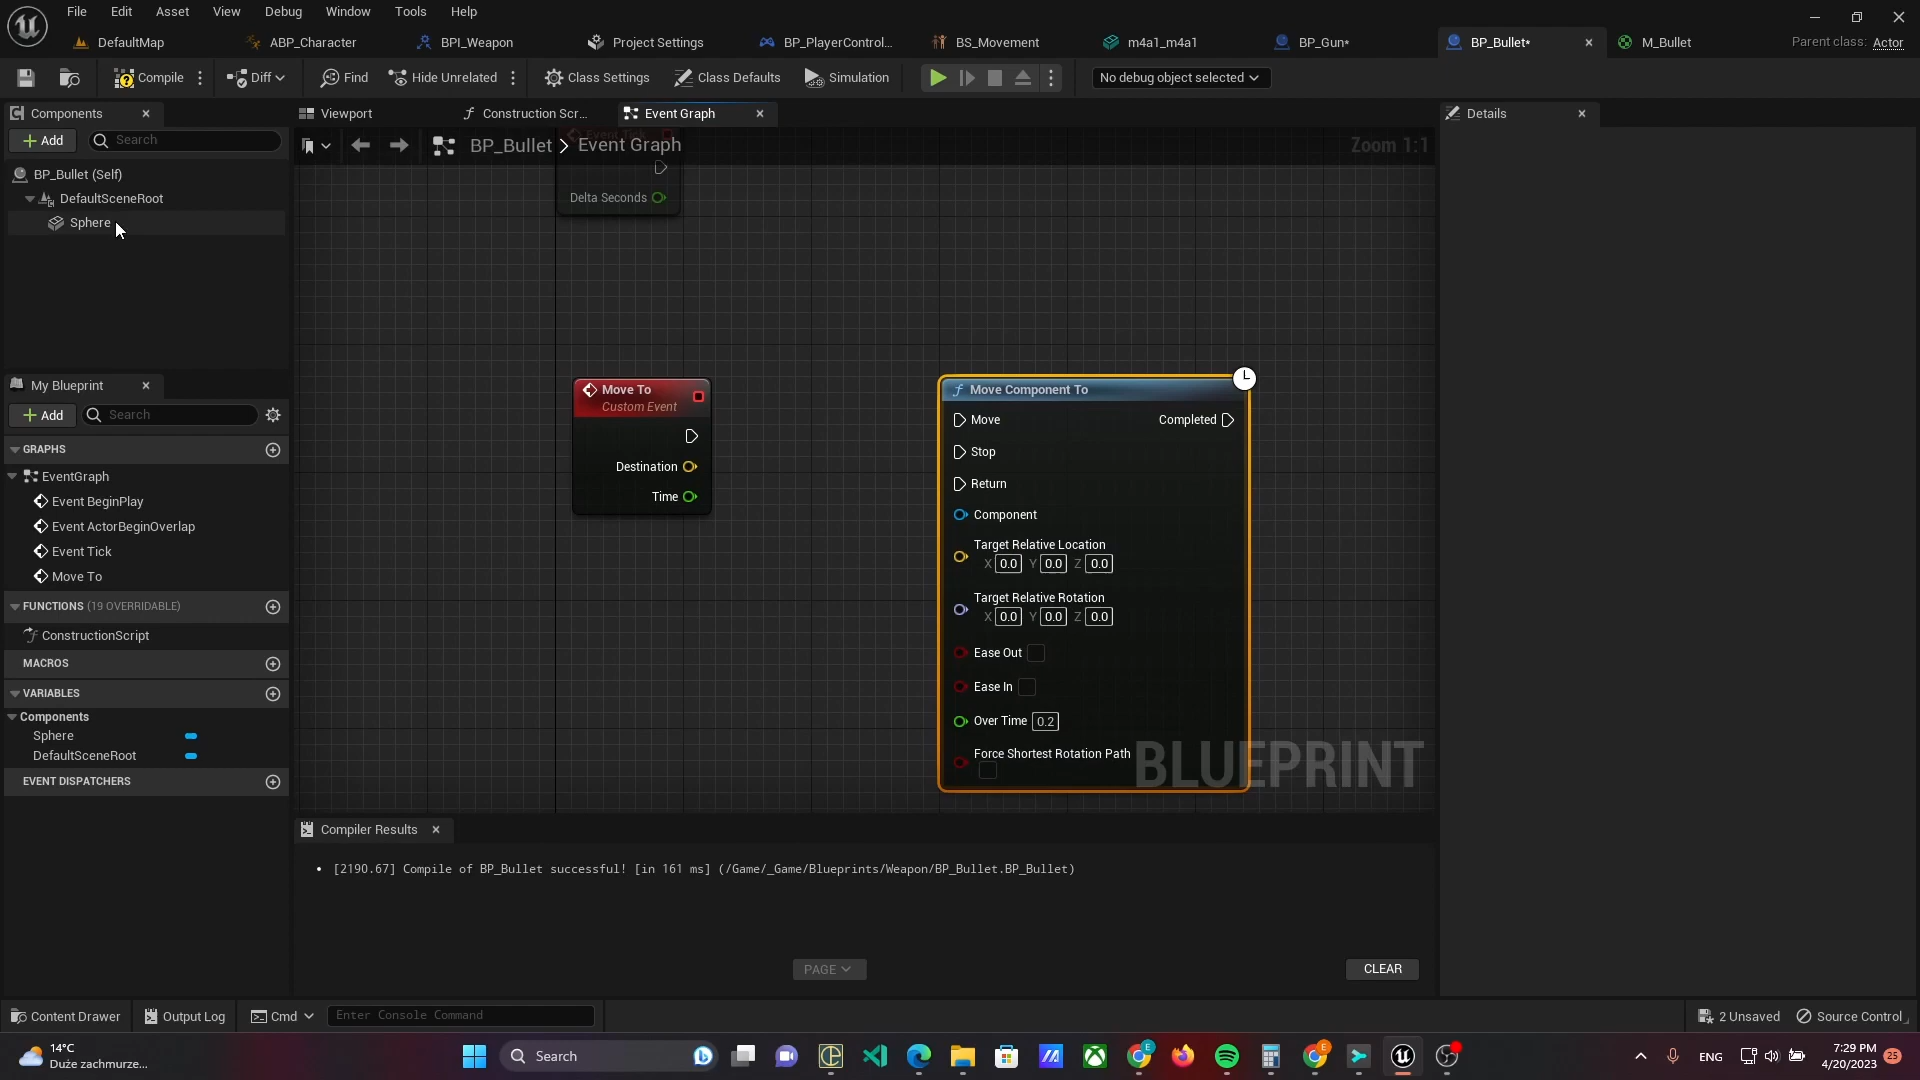 File Edit Asset View Debug Window Tools Help
DefaultMap ABP_Character BPI_Weapon Project Settings BP_PlayerControl... BS_Movement m4a1_m4a1 BP_Gun* BP_Bullet* M_Bullet Parent class: Actor
Compile Diff Find Hide Unrelated Class Settings Class Defaults Simulation No debug object selected
Components Viewport Construction Scr... Event Graph Details
Add Search
BP_Bullet > Event Graph Zoom 1:1
Event Tick
BP_Bullet (Self)
DefaultSceneRoot
Sphere
Delta Seconds
My Blueprint
Add Search
GRAPHS
EventGraph
Event BeginPlay
Event ActorBeginOverlap
Event Tick
Move To
FUNCTIONS (19 OVERRIDABLE)
ConstructionScript
MACROS
VARIABLES
Components
Sphere
DefaultSceneRoot
EVENT DISPATCHERS
Move To
Custom Event
Destination
Time
Move Component To
Move Completed
Stop
Return
Component
Target Relative Location
X 0.0 Y 0.0 Z 0.0
Target Relative Rotation
X 0.0 Y 0.0 Z 0.0
Ease Out
Ease In
Over Time 0.2
Force Shortest Rotation Path
BLUEPRINT
Compiler Results
• [2190.67] Compile of BP_Bullet successful! [in 161 ms] (/Game/_Game/Blueprints/Weapon/BP_Bullet.BP_Bullet)
PAGE CLEAR
Content Drawer Output Log Cmd Enter Console Command 2 Unsaved Source Control
14°C
Duże zachmurze...
Search
ENG
7:29 PM
4/20/2023
25